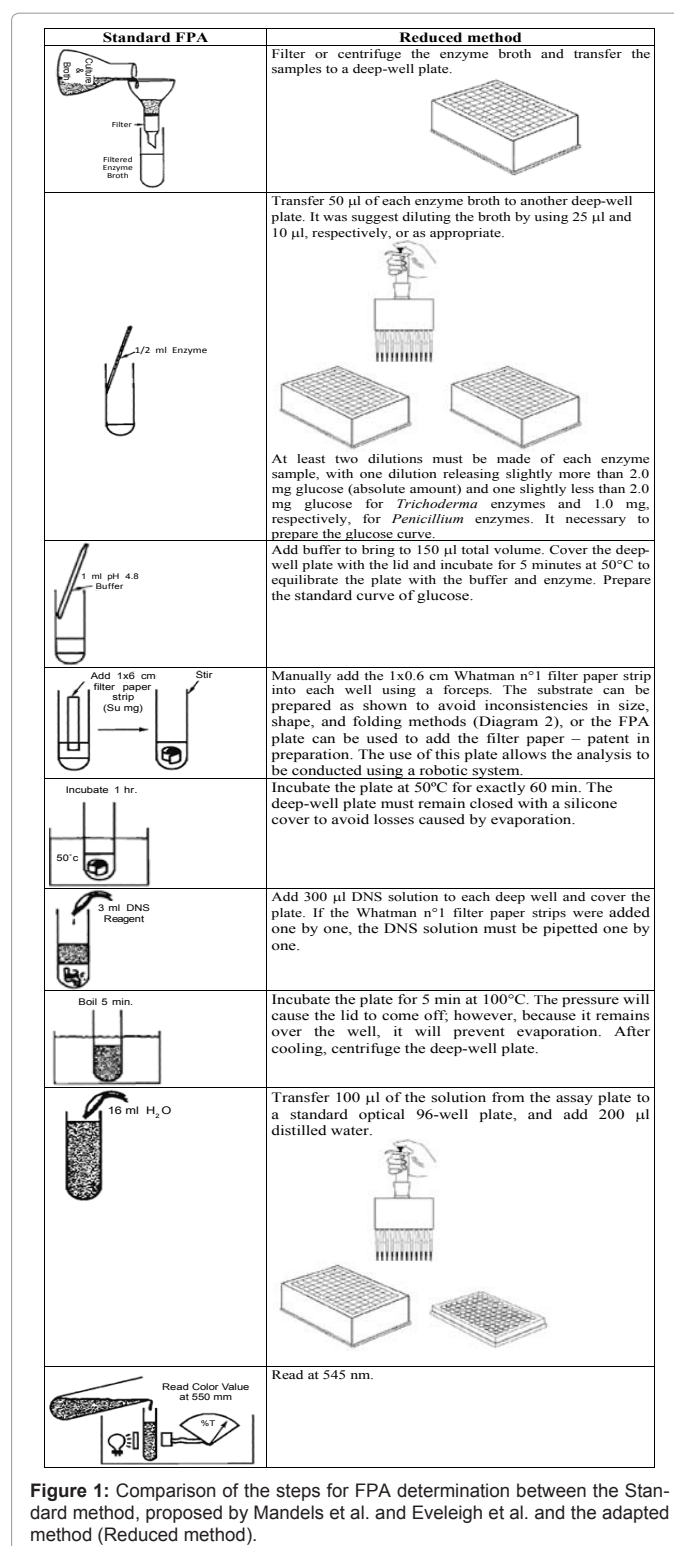 Standard FPA
Reduced method
Culture
&
Broth
Filter
Filtered
Enzyme
Broth
Filter or centrifuge the enzyme broth and transfer the
samples to a deep-well plate.
1/2 ml Enzyme
Transfer 50 µl of each enzyme broth to another deep-well
plate. It was suggest diluting the broth by using 25 µl and
10 µl, respectively, or as appropriate.
At least two dilutions must be made of each enzyme
sample, with one dilution releasing slightly more than 2.0
mg glucose (absolute amount) and one slightly less than 2.0
mg glucose for Trichoderma enzymes and 1.0 mg,
respectively, for Penicillium enzymes. It necessary to
prepare the glucose curve.
1 ml pH 4.8
Buffer
Add buffer to bring to 150 µl total volume. Cover the deep-
well plate with the lid and incubate for 5 minutes at 50°C to
equilibrate the plate with the buffer and enzyme. Prepare
the standard curve of glucose.
Add 1x6 cm
filter paper
strip
(Su mg)
Stir
Manually add the 1x0.6 cm Whatman n°1 filter paper strip
into each well using a forceps. The substrate can be
prepared as shown to avoid inconsistencies in size,
shape, and folding methods (Diagram 2), or the FPA
plate can be used to add the filter paper – patent in
preparation. The use of this plate allows the analysis to
be conducted using a robotic system.
Incubate 1 hr.
50°c
Incubate the plate at 50ºC for exactly 60 min. The
deep-well plate must remain closed with a silicone
cover to avoid losses caused by evaporation.
3 ml DNS
Reagent
Add 300 µl DNS solution to each deep well and cover the
plate. If the Whatman n°1 filter paper strips were added
one by one, the DNS solution must be pipetted one by
one.
Boil 5 min.
Incubate the plate for 5 min at 100°C. The pressure will
cause the lid to come off; however, because it remains
over the well, it will prevent evaporation. After
cooling, centrifuge the deep-well plate.
16 ml H₂O
Transfer 100 µl of the solution from the assay plate to
a standard optical 96-well plate, and add 200 µl
distilled water.
Read Color Value
at 550 mm
%T
Read at 545 nm.
Figure 1: Comparison of the steps for FPA determination between the Stan-
dard method, proposed by Mandels et al. and Eveleigh et al. and the adapted
method (Reduced method).